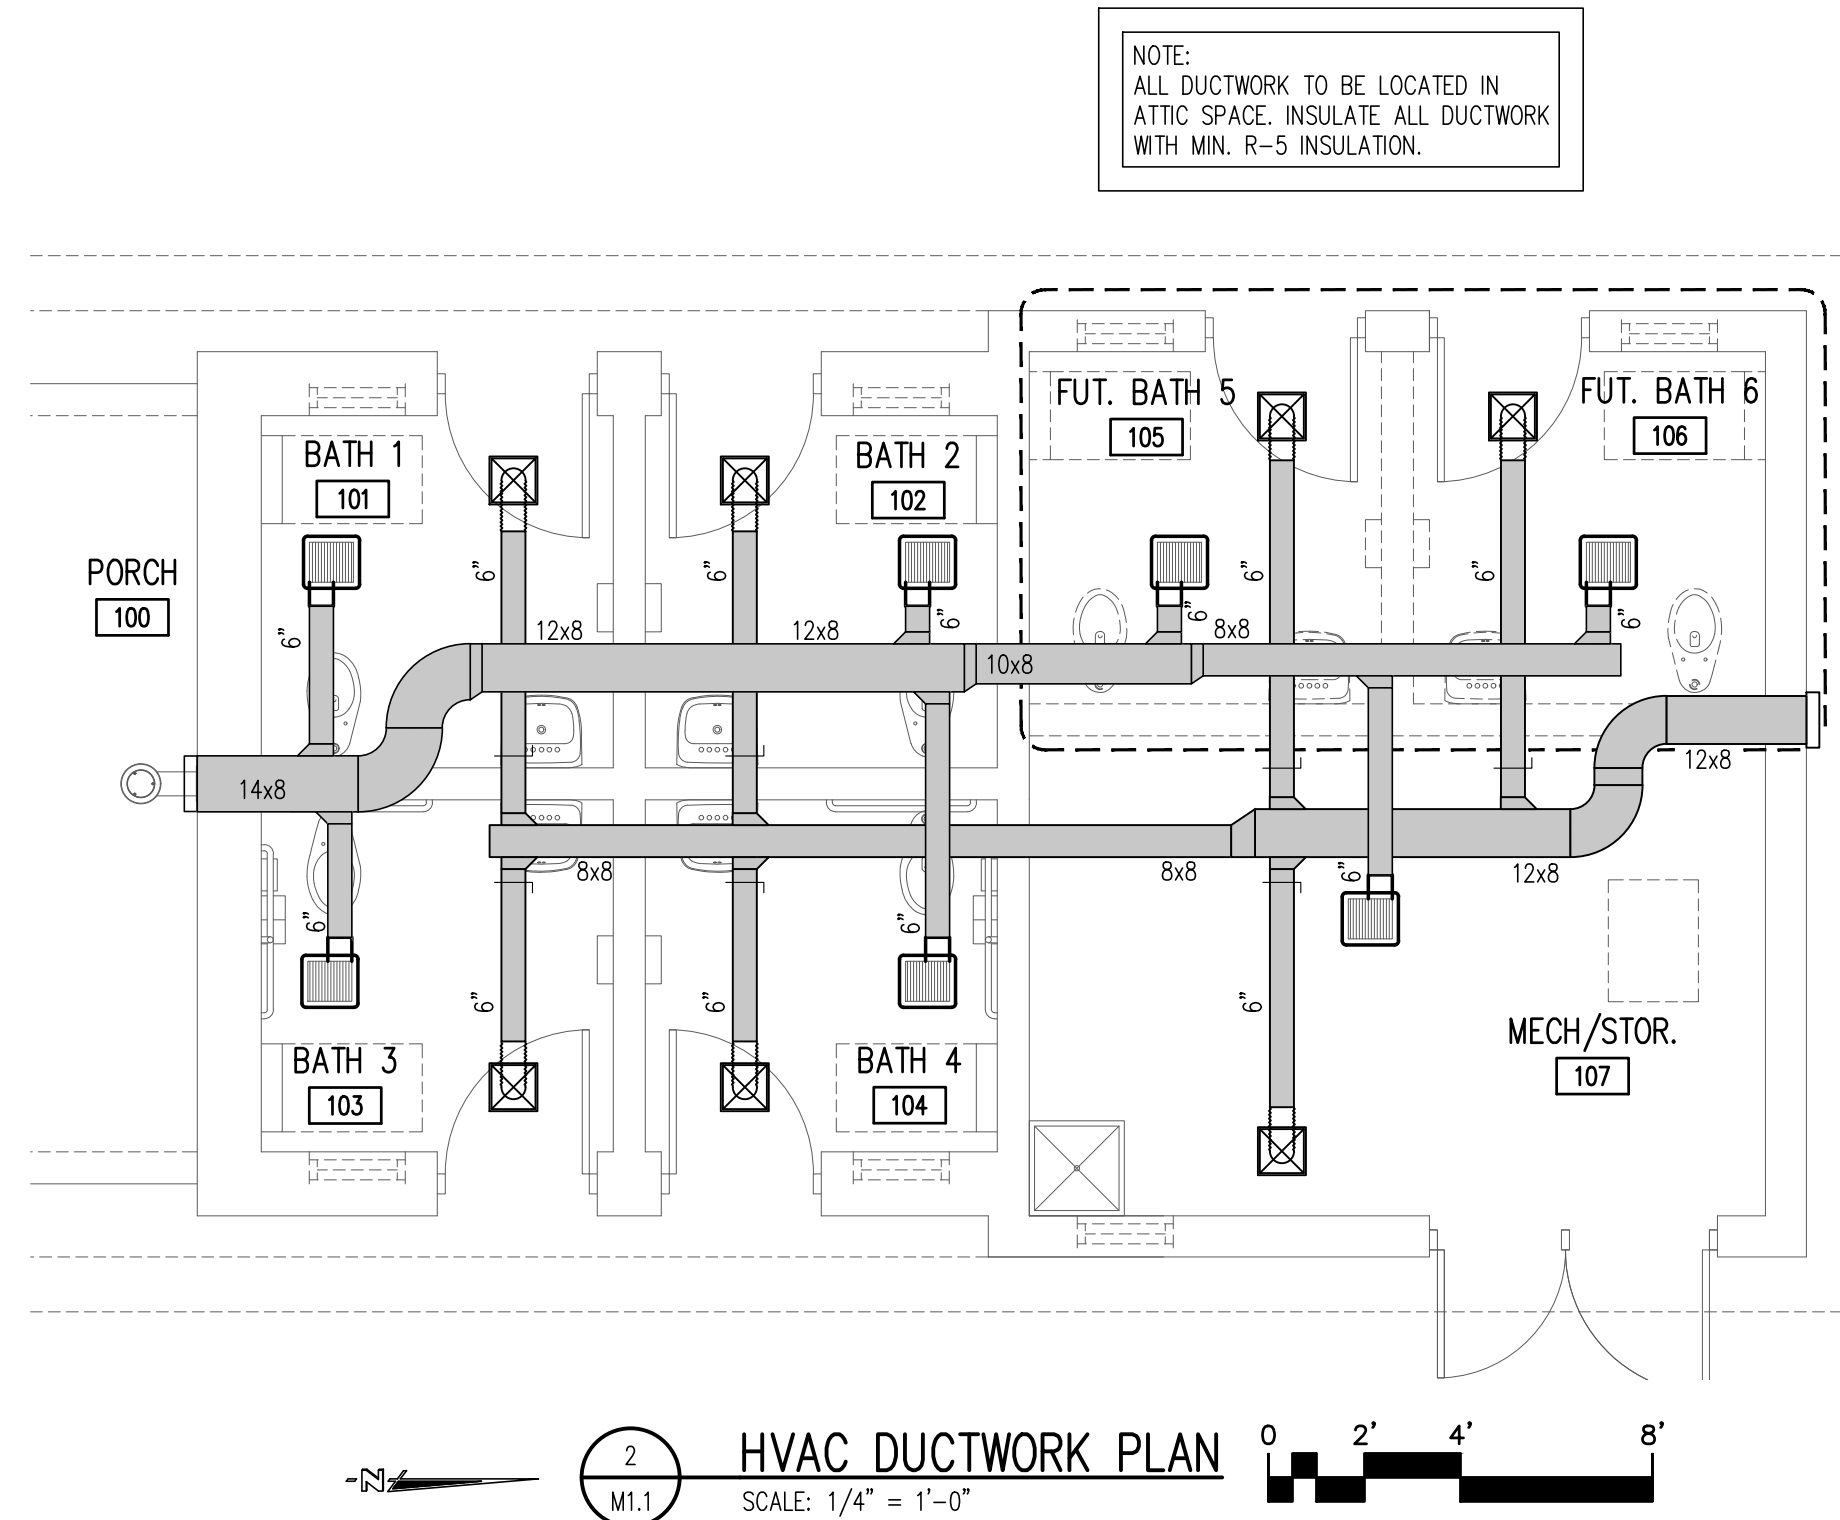 NOTE:
ALL DUCTWORK TO BE LOCATED IN
ATTIC SPACE. INSULATE ALL DUCTWORK
WITH MIN. R-5 INSULATION.
FUT. BATH 5
105
FUT. BATH 6
106
BATH 1
101
BATH 2
102
PORCH
100
6"
6"
6"
6"
6"
6"
6"
6"
6"
12x8
12x8
8x8
10x8
14x8
12x8
8x8
8x8
12x8
6"
6"
6"
6"
6"
6"
BATH 3
103
BATH 4
104
MECH/STOR.
107
N
2
M1.1
HVAC DUCTWORK PLAN
SCALE: 1/4" = 1'-0"
0 2' 4' 8'